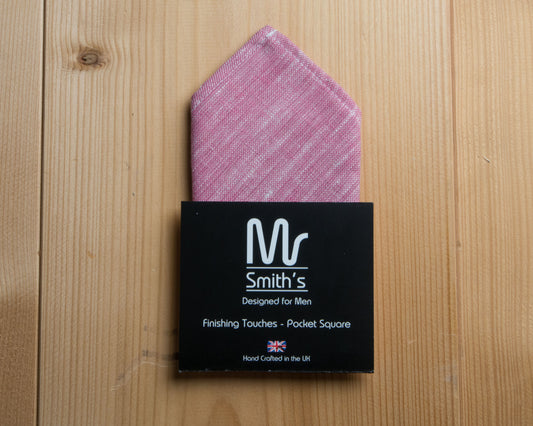 Mr
Smith's
Designed for Men
Finishing Touches - Pocket Square
Hand Crafted in the UK